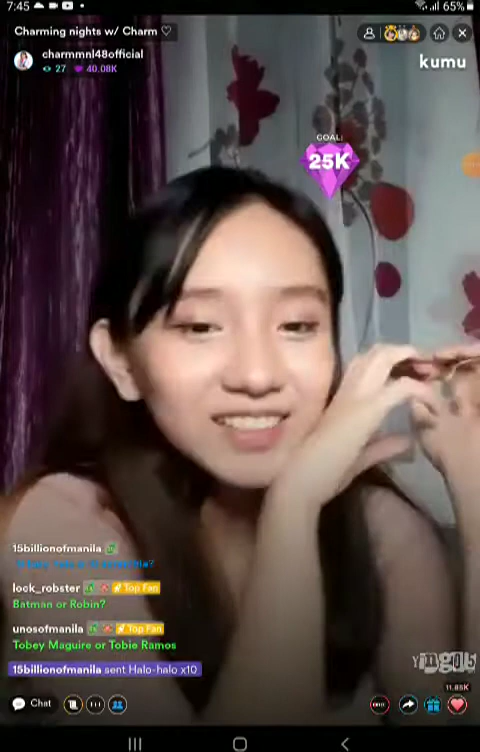 7:45
Charming nights w/ Charm ♡
charmmnl48official
27 40.08K
kumu
GOAL:
25K
15billionofmanila
lock_robster Top Fan
Batman or Robin?
unosofmanila Top Fan
Tobey Maguire or Tobie Ramos
15billionofmanila sent Halo-halo x10
11.85K
Chat